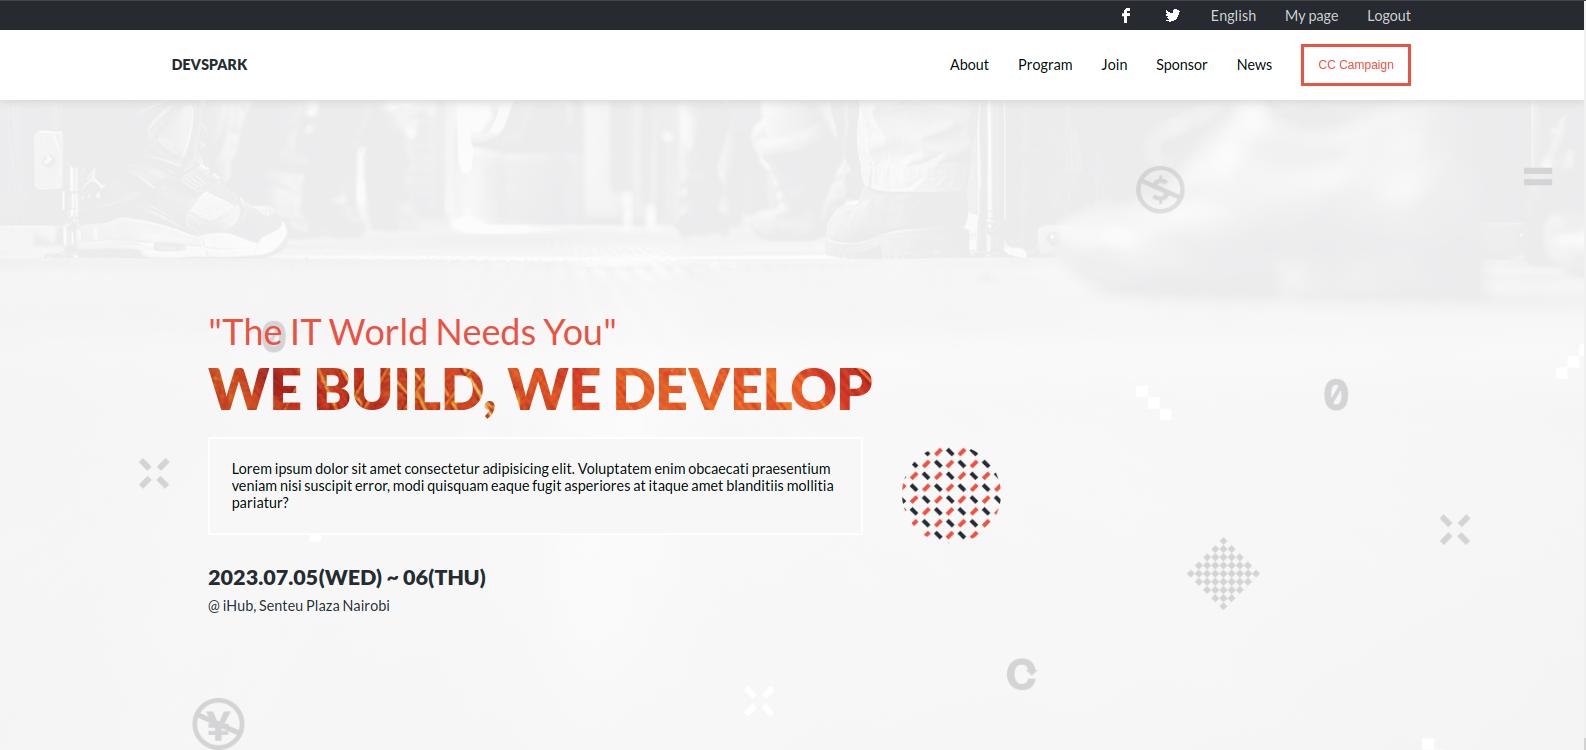 English My page Logout
DEVSPARK About Program Join Sponsor News CC Campaign
"The IT World Needs You"
WE BUILD, WE DEVELOP
Lorem ipsum dolor sit amet consectetur adipisicing elit. Voluptatem enim obcaecati praesentium
veniam nisi suscipit error, modi quisquam eaque fugit asperiores at itaque amet blanditiis mollitia
pariatur?
2023.07.05(WED) ~ 06(THU)
@ iHub, Senteu Plaza Nairobi